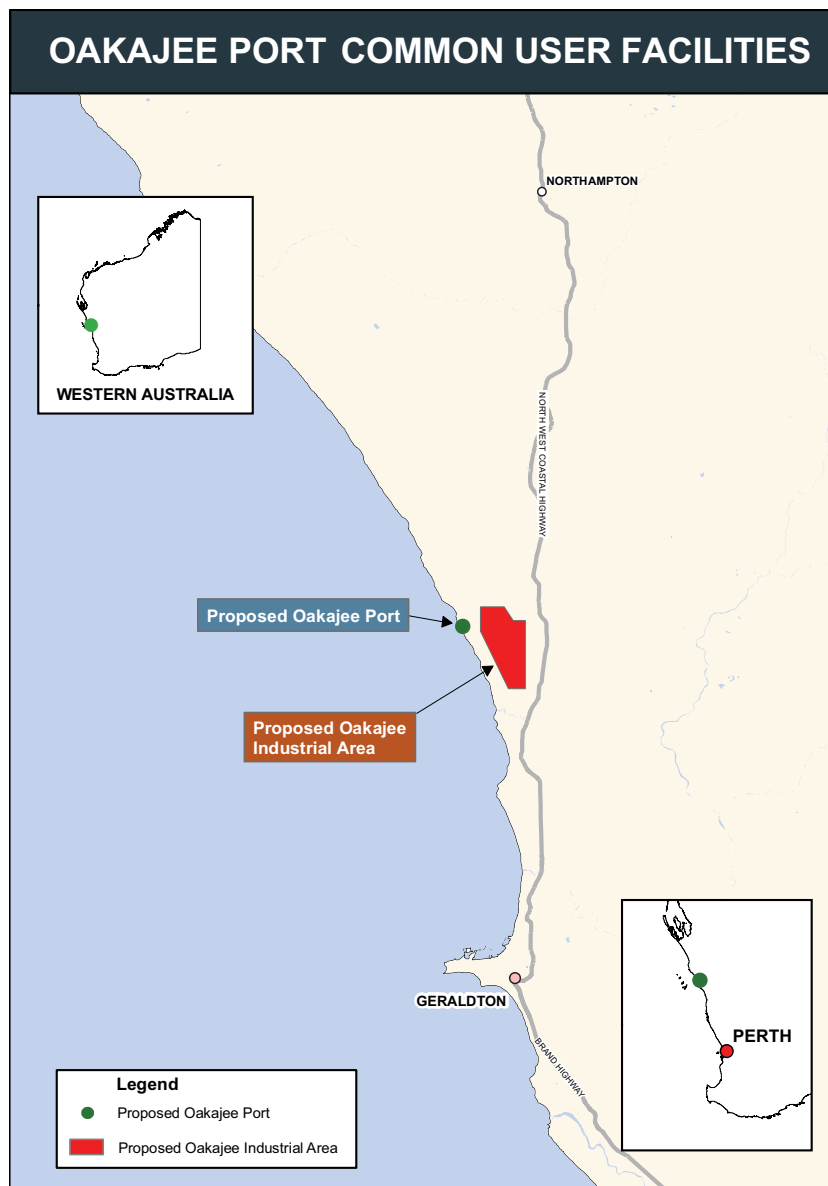 OAKAJEE PORT COMMON USER FACILITIES
NORTHAMPTON
WESTERN AUSTRALIA
NORTH WEST COASTAL HIGHWAY
Proposed Oakajee Port
Proposed Oakajee
Industrial Area
GERALDTON
BRAND HIGHWAY
PERTH
Legend
Proposed Oakajee Port
Proposed Oakajee Industrial Area